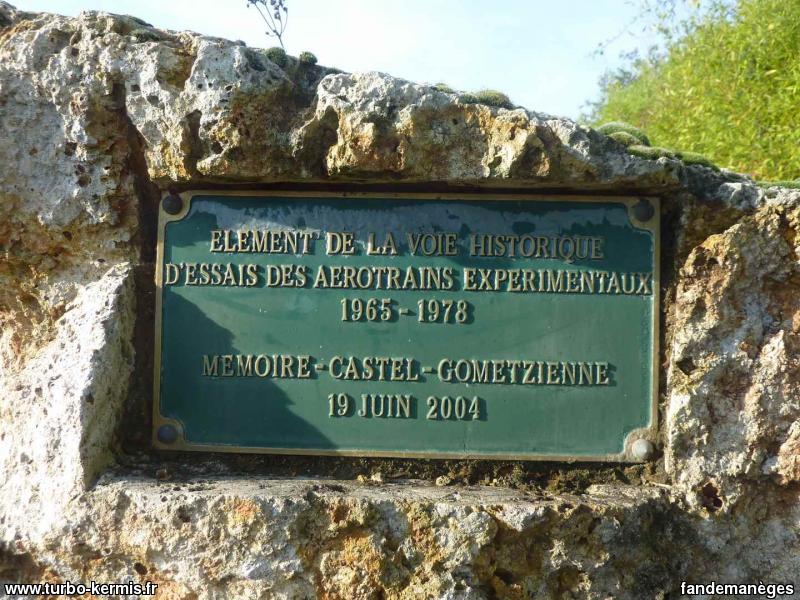 ELEMENT DE LA VOIE HISTORIQUE
D'ESSAIS DES AEROTRAINS EXPERIMENTAUX
1965-1978
MEMOIRE-CASTEL-GOMETZIENNE
19 JUIN 2004
www.turbo-kermis.fr
fandemanèges